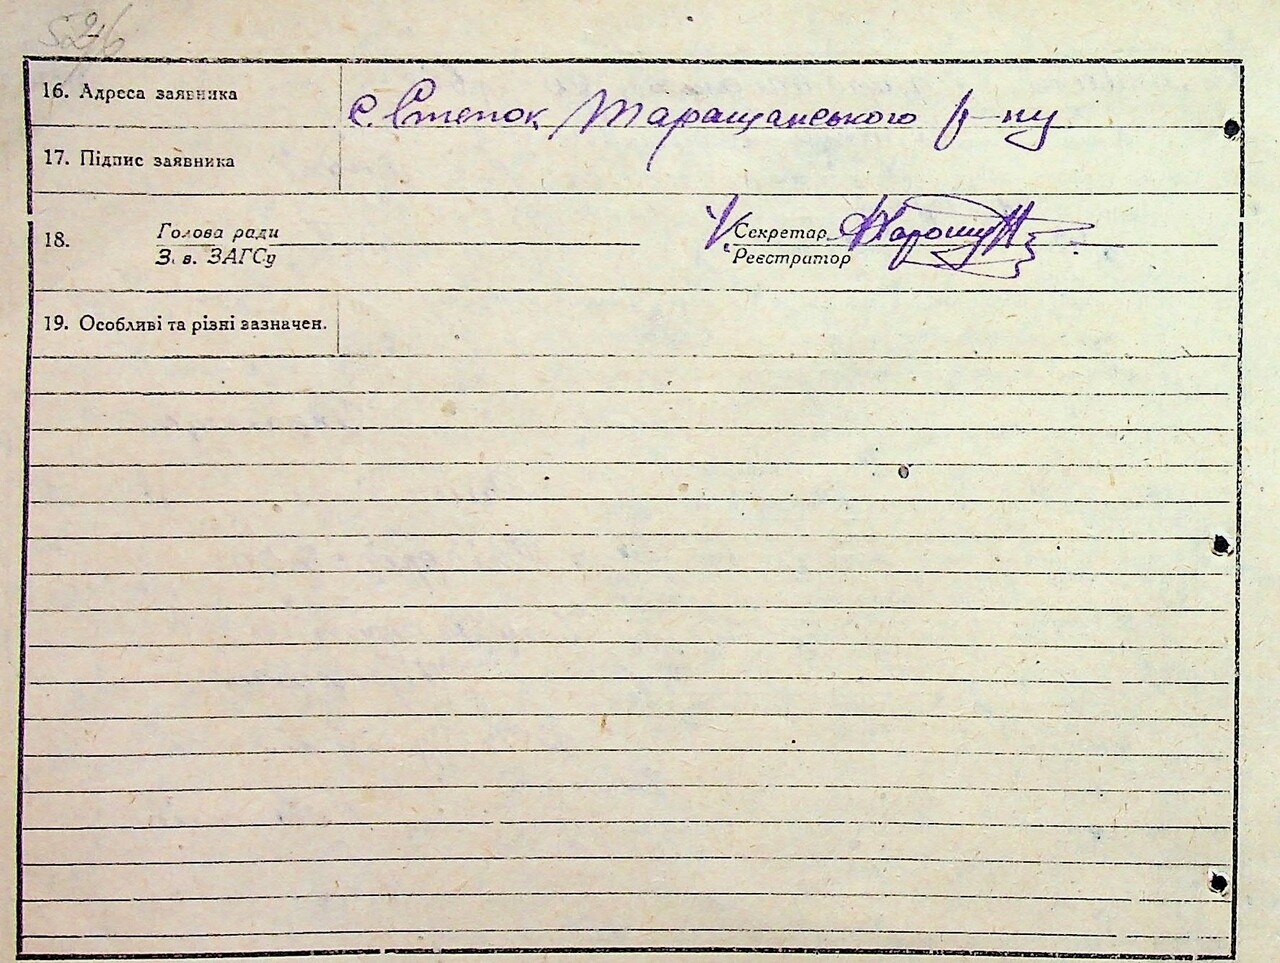 52
16. Адреса заявника с. Степок Таращанського р-ну
17. Підпис заявника
18. Голова ради Секретар
З. в. ЗАГСу Реєстратор
19. Особливі та різні зазначен.